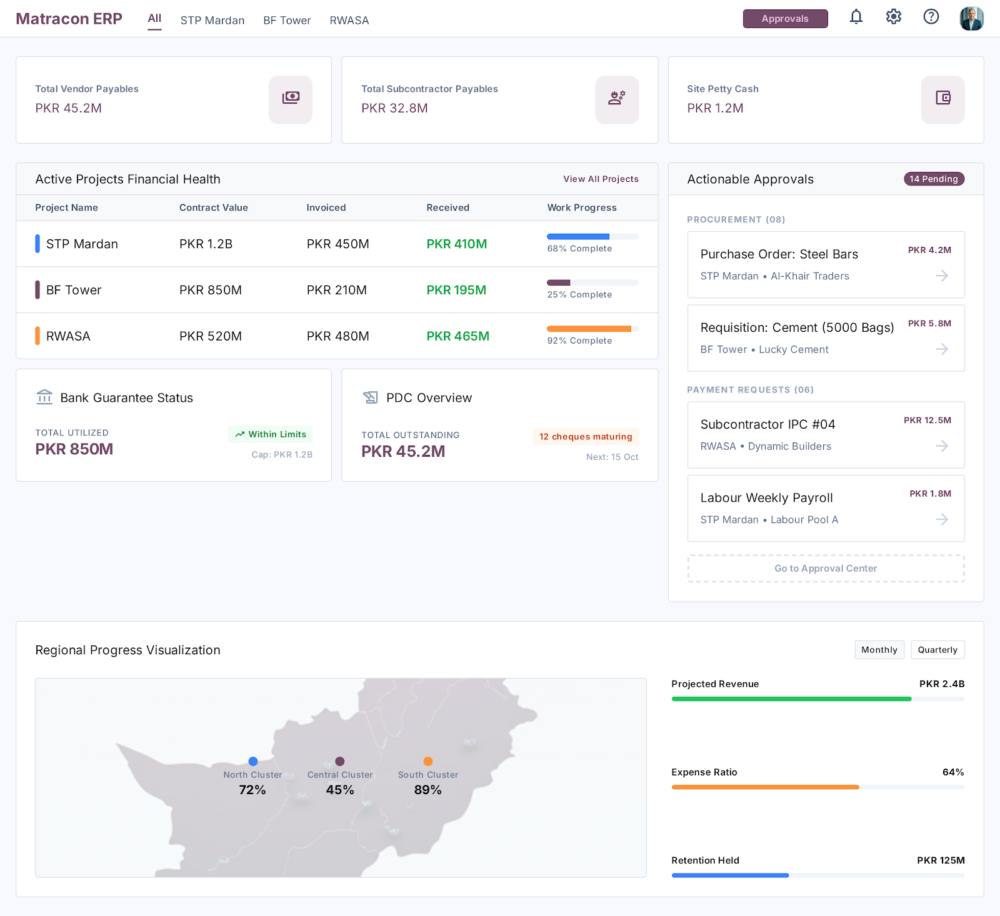 Matracon ERP
All
STP Mardan
BF Tower
RWASA
Approvals
Total Vendor Payables
PKR 45.2M
Total Subcontractor Payables
PKR 32.8M
Site Petty Cash
PKR 1.2M
Active Projects Financial Health
View All Projects
Project Name
Contract Value
Invoiced
Received
Work Progress
STP Mardan
PKR 1.2B
PKR 450M
PKR 410M
68% Complete
BF Tower
PKR 850M
PKR 210M
PKR 195M
25% Complete
RWASA
PKR 520M
PKR 480M
PKR 465M
92% Complete
Bank Guarantee Status
TOTAL UTILIZED
PKR 850M
Within Limits
Cap: PKR 1.2B
PDC Overview
TOTAL OUTSTANDING
PKR 45.2M
12 cheques maturing
Next: 15 Oct
Actionable Approvals
14 Pending
PROCUREMENT (08)
Purchase Order: Steel Bars
PKR 4.2M
STP Mardan • Al-Khair Traders
Requisition: Cement (5000 Bags)
PKR 5.8M
BF Tower • Lucky Cement
PAYMENT REQUESTS (06)
Subcontractor IPC #04
PKR 12.5M
RWASA • Dynamic Builders
Labour Weekly Payroll
PKR 1.8M
STP Mardan • Labour Pool A
Go to Approval Center
Regional Progress Visualization
Monthly
Quarterly
North Cluster
72%
Central Cluster
45%
South Cluster
89%
Projected Revenue
PKR 2.4B
Expense Ratio
64%
Retention Held
PKR 125M